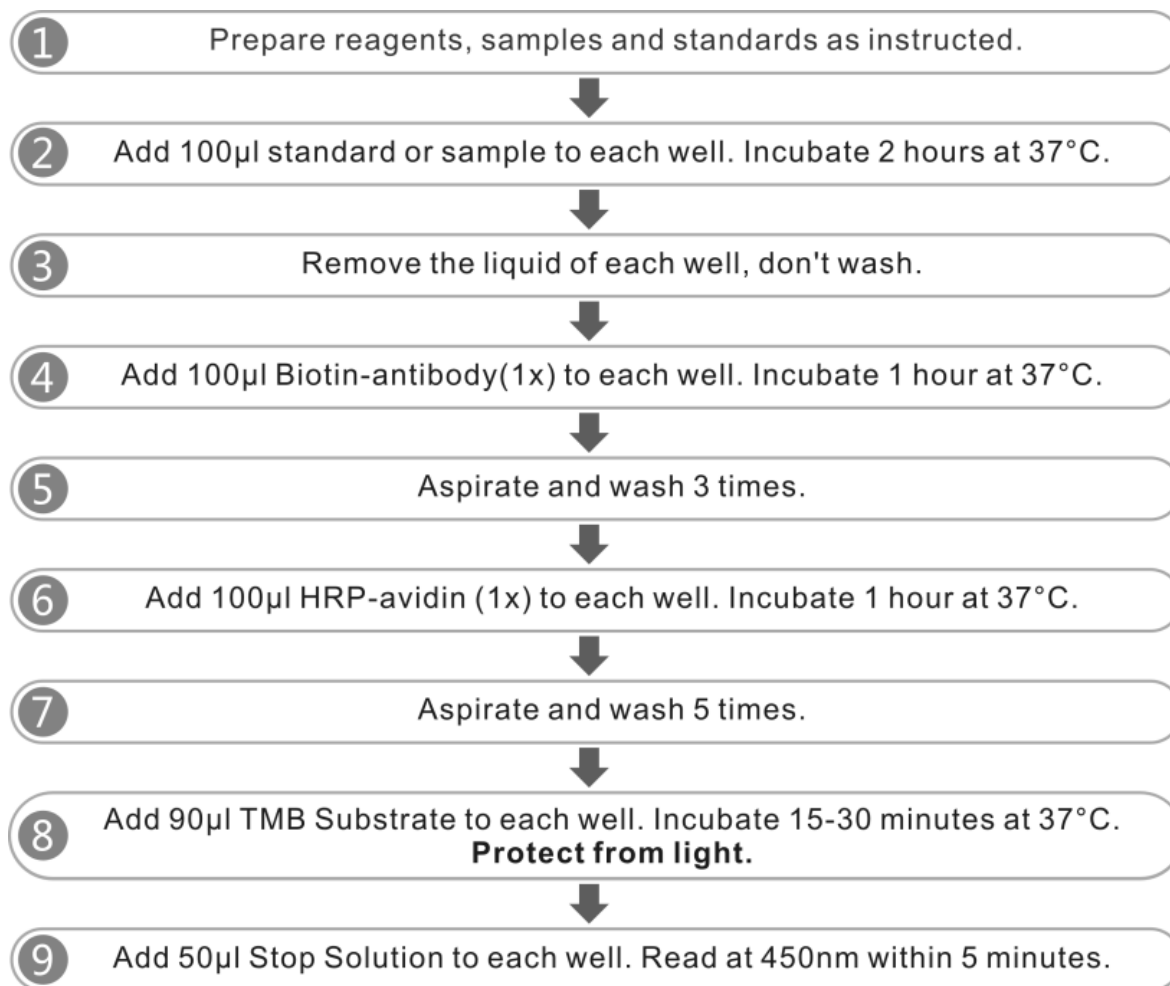 1
Prepare reagents, samples and standards as instructed.
2
Add 100µl standard or sample to each well. Incubate 2 hours at 37°C.
3
Remove the liquid of each well, don't wash.
4
Add 100µl Biotin-antibody(1x) to each well. Incubate 1 hour at 37°C.
5
Aspirate and wash 3 times.
6
Add 100µl HRP-avidin (1x) to each well. Incubate 1 hour at 37°C.
7
Aspirate and wash 5 times.
8
Add 90µl TMB Substrate to each well. Incubate 15-30 minutes at 37°C.
Protect from light.
9
Add 50µl Stop Solution to each well. Read at 450nm within 5 minutes.